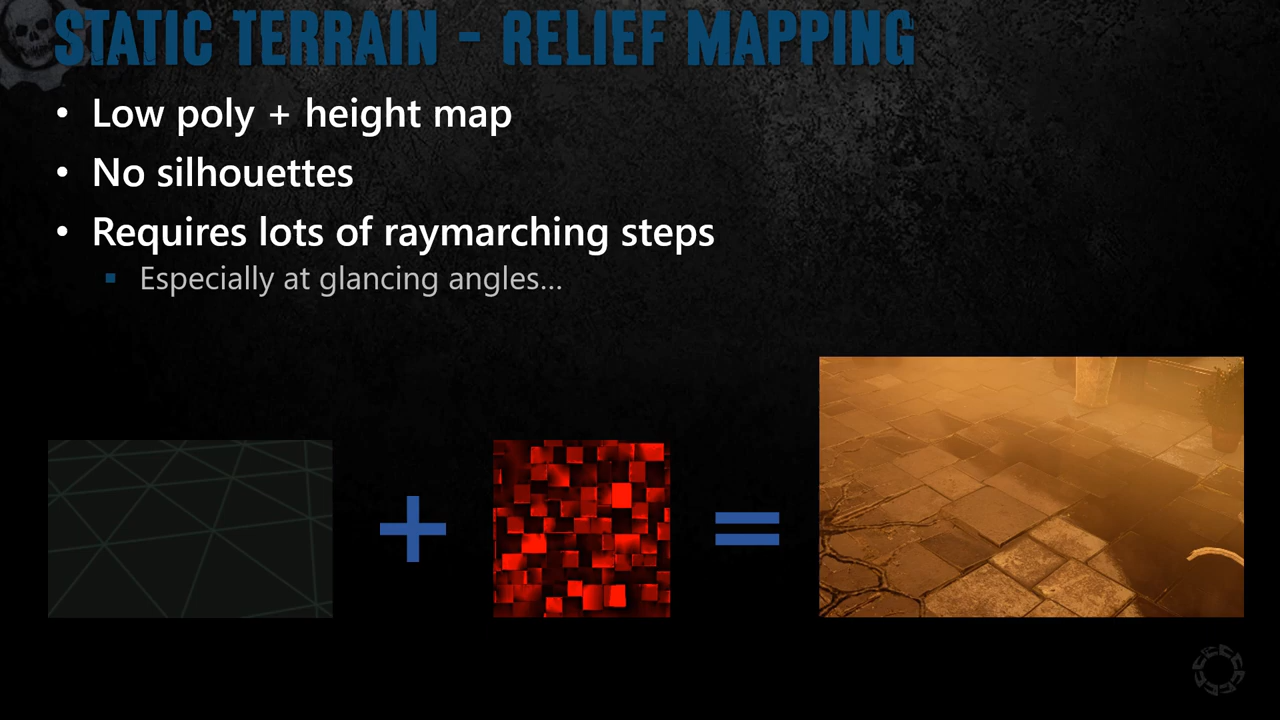 STATIC TERRAIN - RELIEF MAPPING
• Low poly + height map
• No silhouettes
• Requires lots of raymarching steps
▪ Especially at glancing angles...
+ =